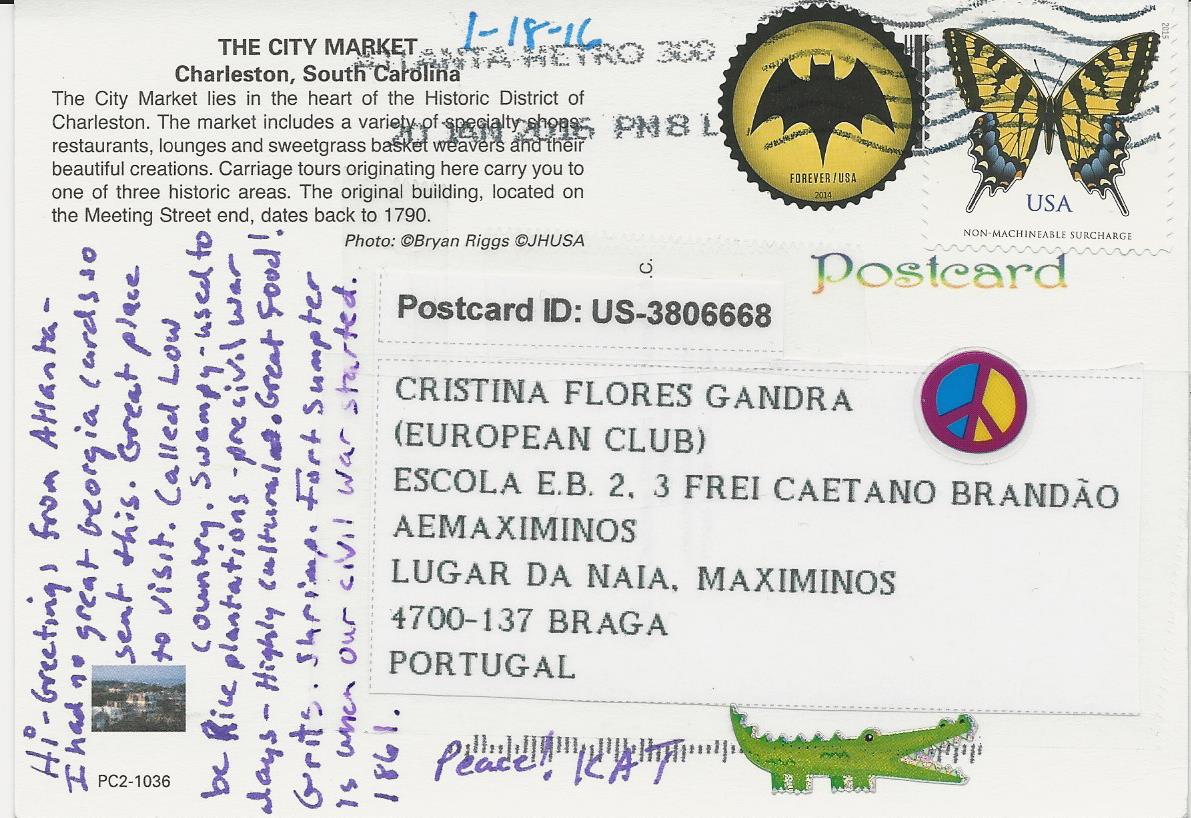 THE CITY MARKET
Charleston, South Carolina
The City Market lies in the heart of the Historic District of
Charleston. The market includes a variety of specialty shops,
restaurants, lounges and sweetgrass basket weavers and their
beautiful creations. Carriage tours originating here carry you to
one of three historic areas. The original building, located on
the Meeting Street end, dates back to 1790.
Photo: ©Bryan Riggs ©JHUSA
1-18-16
ATLANTA METRO 300
JAN PM 8 L
FOREVER / USA
2014
2015
USA
NON-MACHINEABLE SURCHARGE
Postcard
.C.
Postcard ID: US-3806668
CRISTINA FLORES GANDRA
(EUROPEAN CLUB)
ESCOLA E.B. 2, 3 FREI CAETANO BRANDÃO
AEMAXIMINOS
LUGAR DA NAIA, MAXIMINOS
4700-137 BRAGA
PORTUGAL
Hi-Greetings from Atlanta-
I had no great Georgia cards so
sent this. Great place
to visit. Called Low
Country. Swampy-used to
be Rice plantations-precivil war
days-Highly cultural Great Food!
Grits. Shrimp. Fort Sumpter
is when our civil war started.
1861.
Peace! KAT
PC2-1036